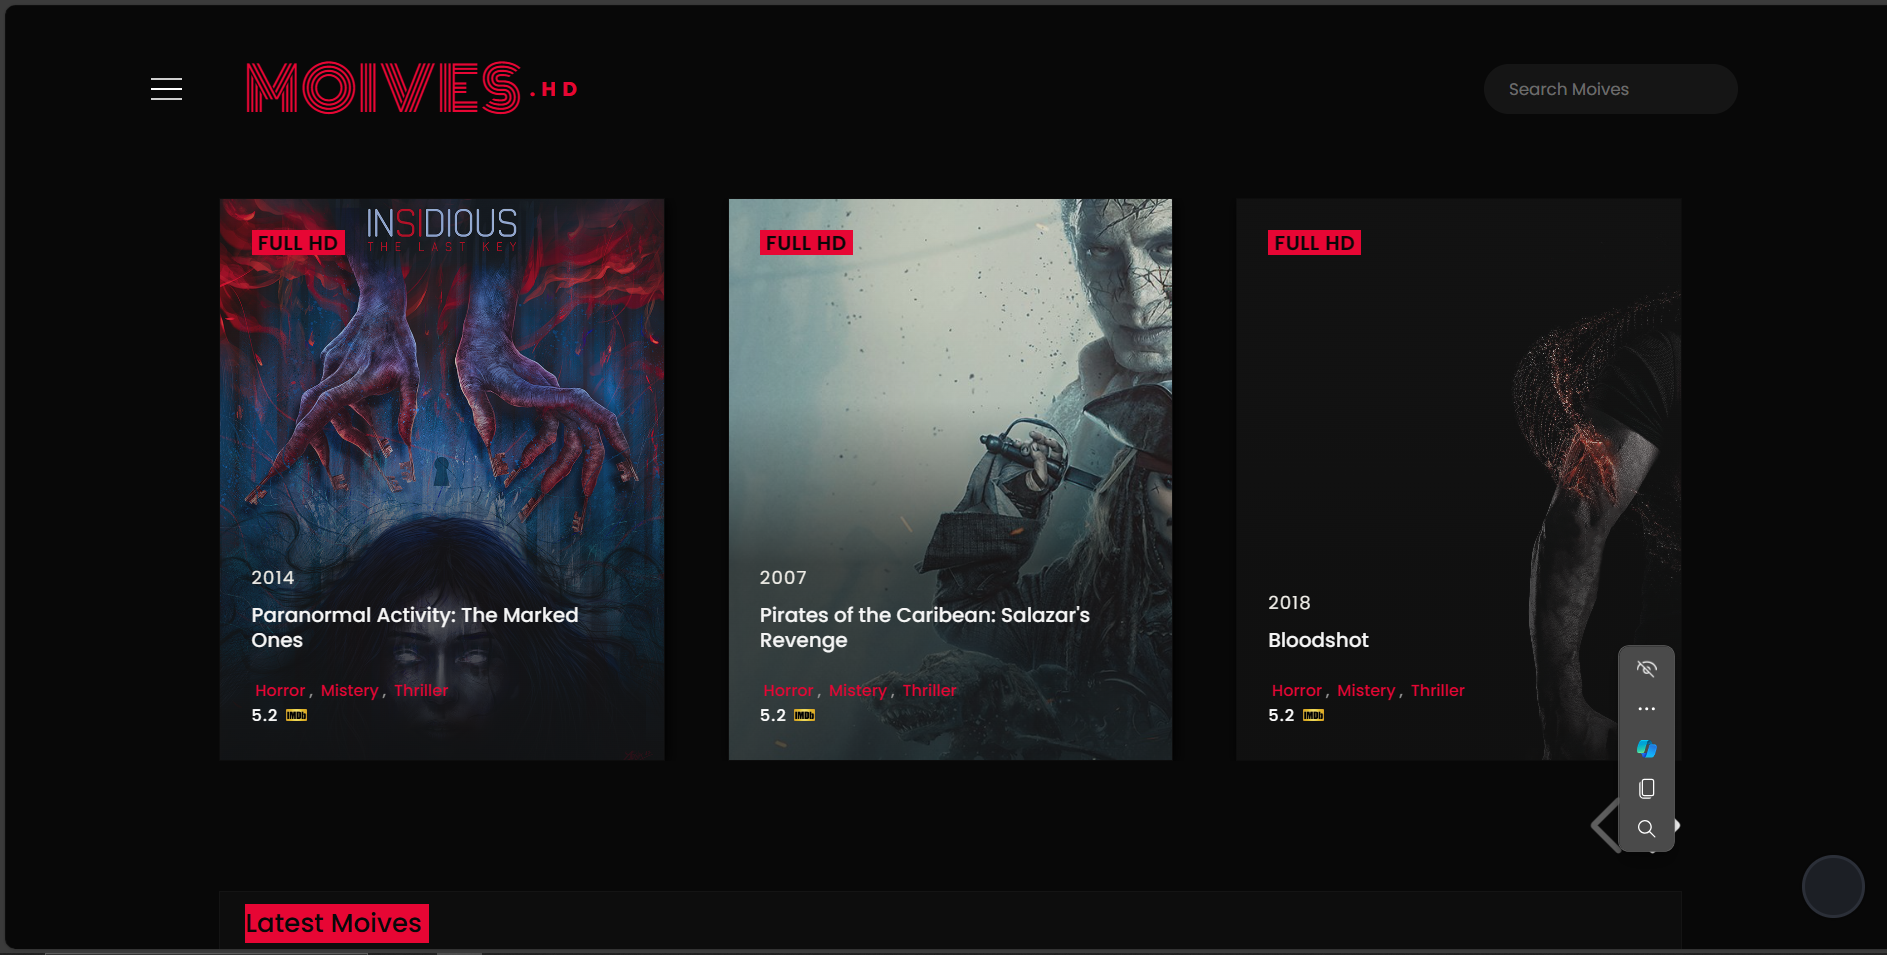 MOIVES .HD
Search Moives
FULL HD
INSIDIOUS
THE LAST KEY
2014
Paranormal Activity: The Marked
Ones
Horror , Mistery , Thriller
5.2 IMDb
FULL HD
2007
Pirates of the Caribean: Salazar's
Revenge
Horror , Mistery , Thriller
5.2 IMDb
FULL HD
2018
Bloodshot
Horror , Mistery , Thriller
5.2 IMDb
Latest Moives